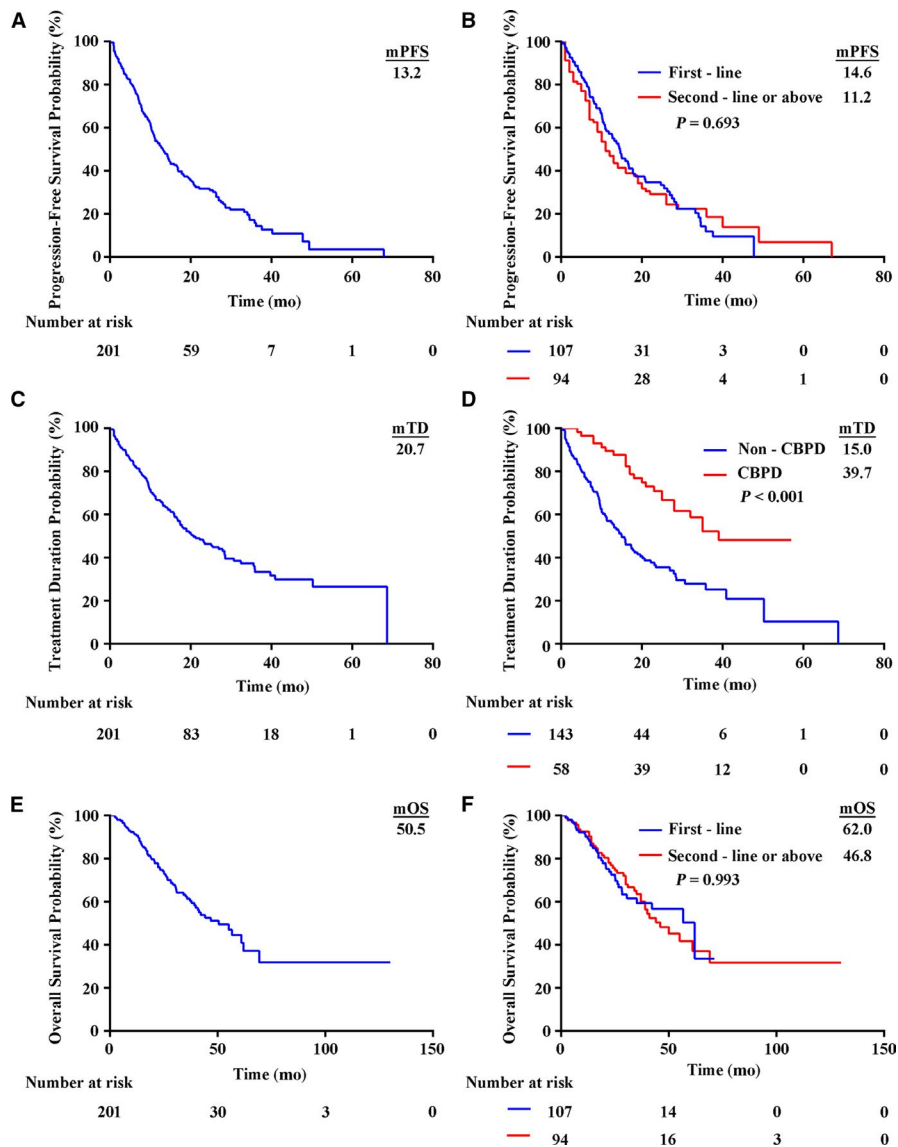 A
Progression-Free Survival Probability (%)
100
80
60
40
20
0
mPFS
13.2
0 20 40 60 80
Time (mo)
Number at risk
201 59 7 1 0
B
Progression-Free Survival Probability (%)
100
80
60
40
20
0
mPFS
First - line 14.6
Second - line or above 11.2
P = 0.693
0 20 40 60 80
Time (mo)
Number at risk
107 31 3 0 0
94 28 4 1 0
C
Treatment Duration Probability (%)
100
80
60
40
20
0
mTD
20.7
0 20 40 60 80
Time (mo)
Number at risk
201 83 18 1 0
D
Treatment Duration Probability (%)
100
80
60
40
20
0
mTD
Non - CBPD 15.0
CBPD 39.7
P < 0.001
0 20 40 60 80
Time (mo)
Number at risk
143 44 6 1 0
58 39 12 0 0
E
Overall Survival Probability (%)
100
80
60
40
20
0
mOS
50.5
0 50 100 150
Time (mo)
Number at risk
201 30 3 0
F
Overall Survival Probability (%)
100
80
60
40
20
0
mOS
First - line 62.0
Second - line or above 46.8
P = 0.993
0 50 100 150
Time (mo)
Number at risk
107 14 0 0
94 16 3 0